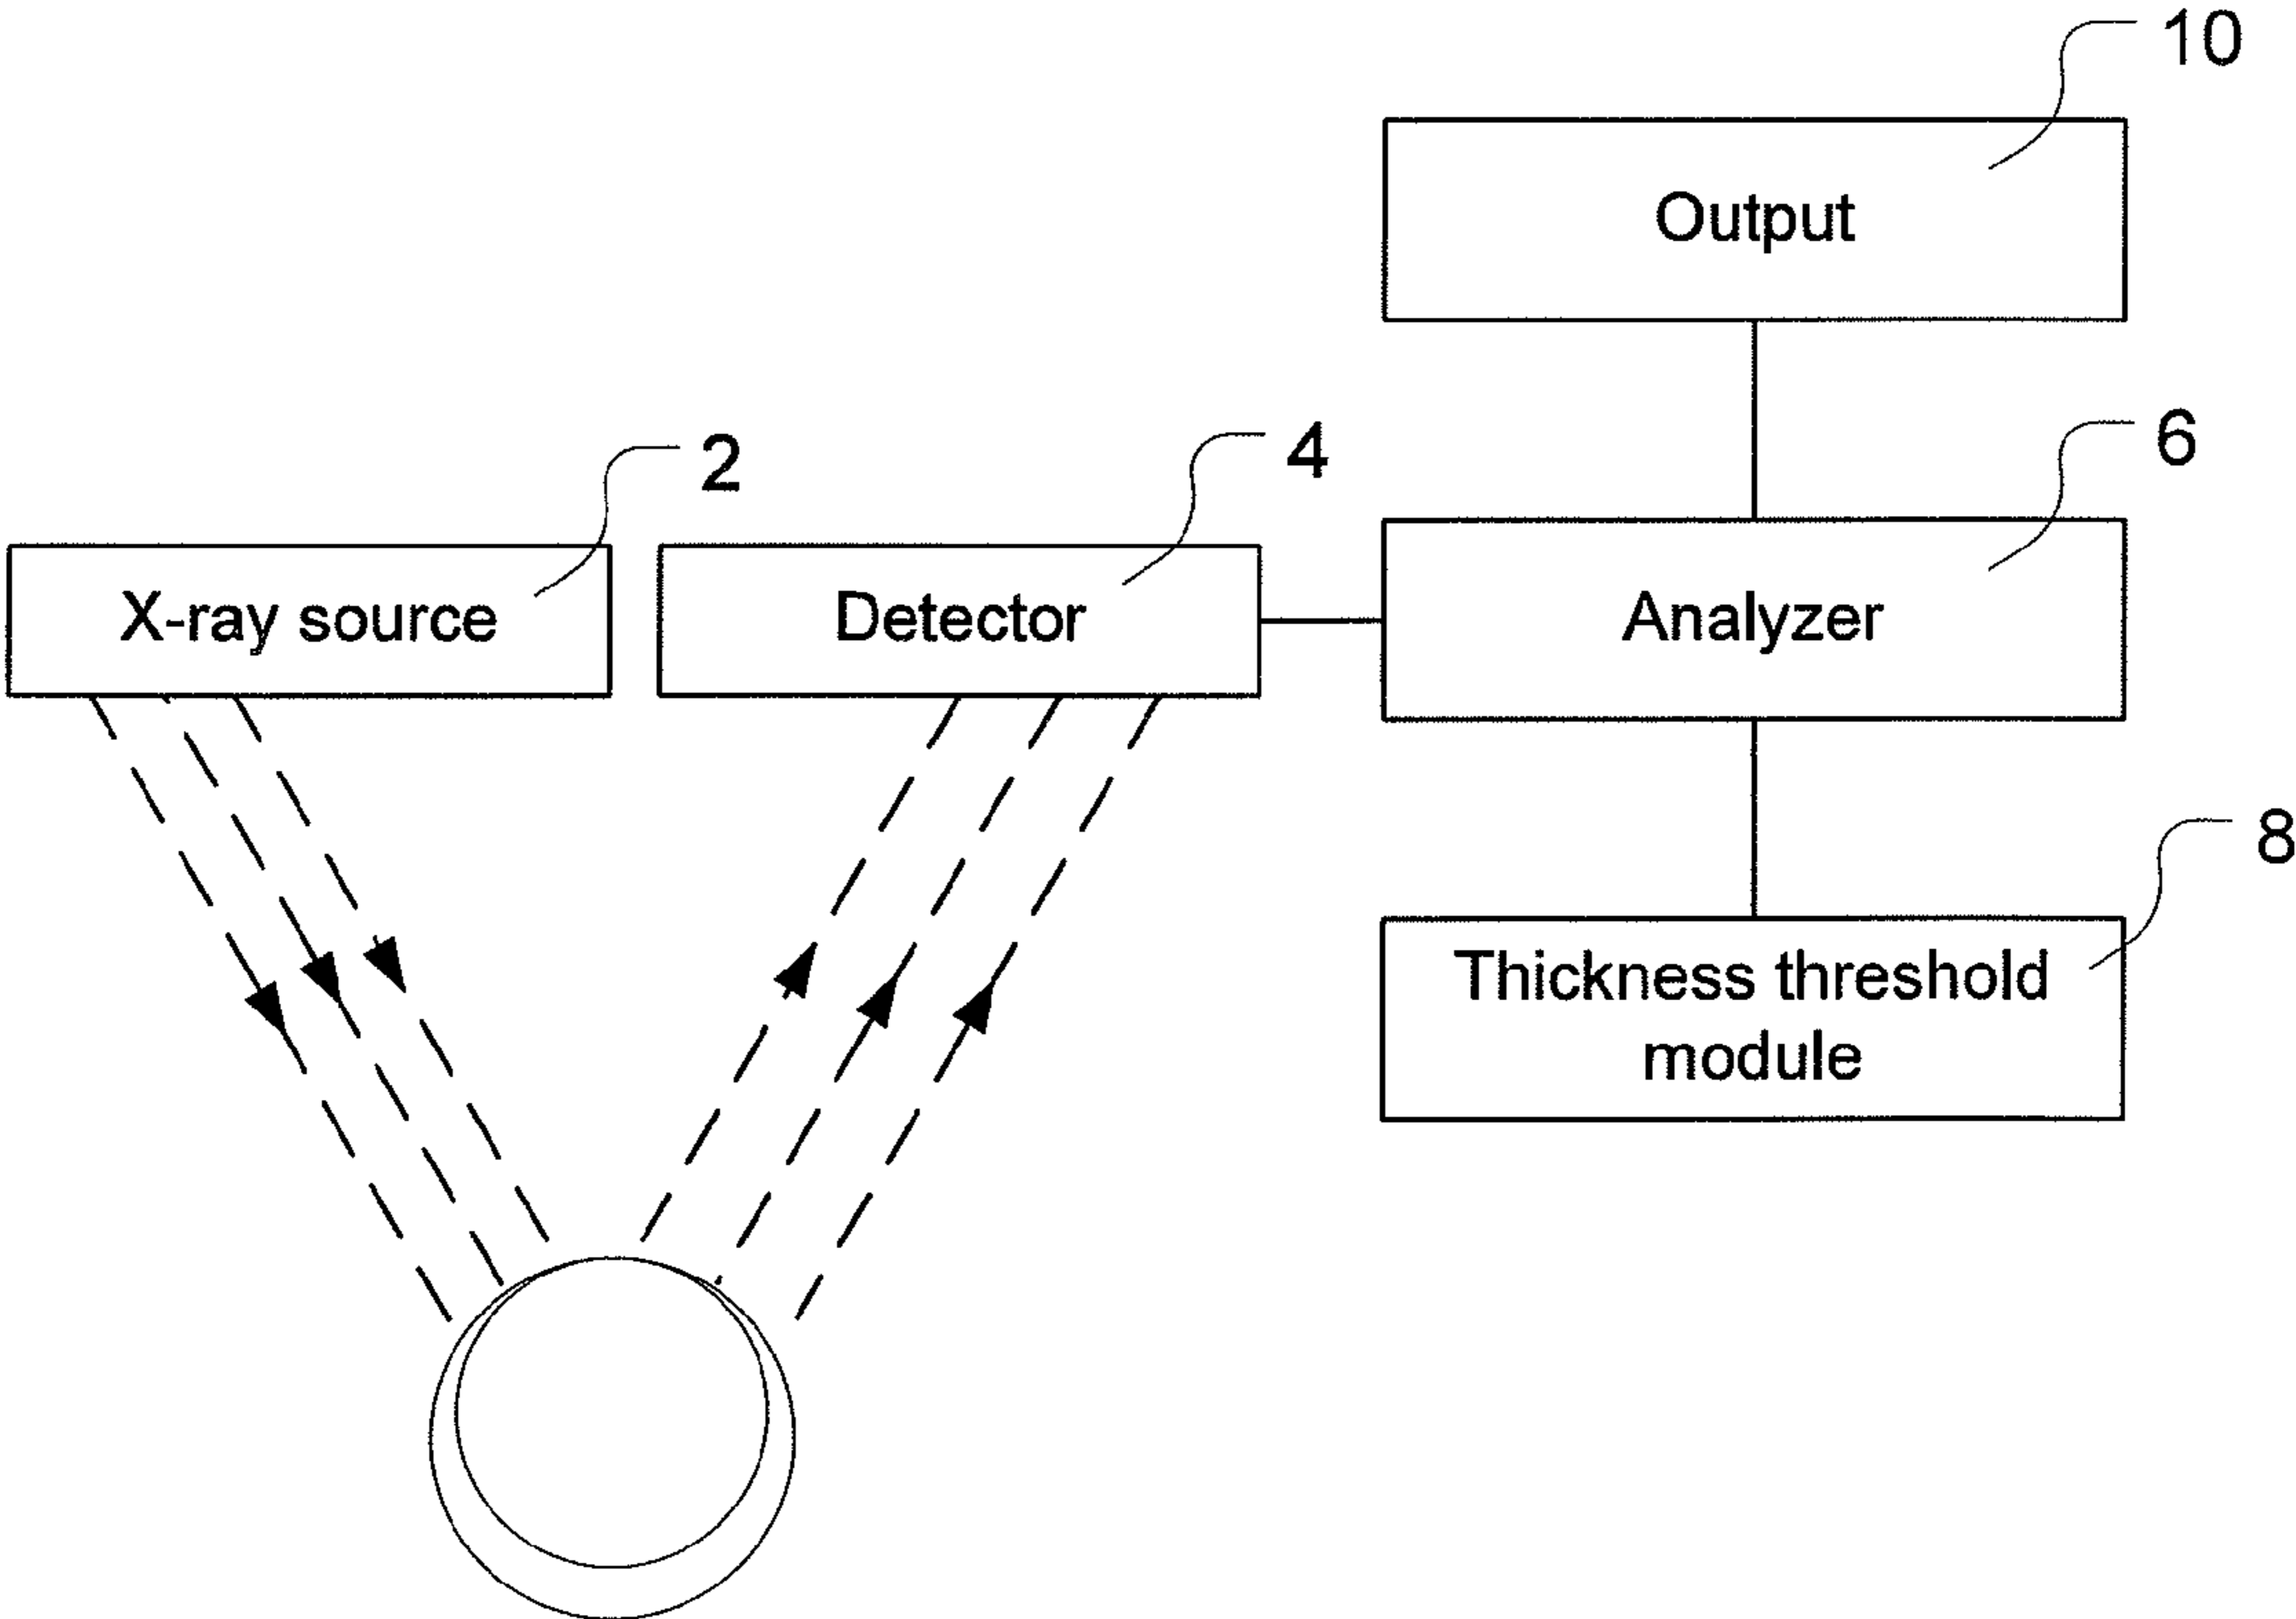 10
Output
2
4
6
X-ray source
Detector
Analyzer
8
Thickness threshold
module